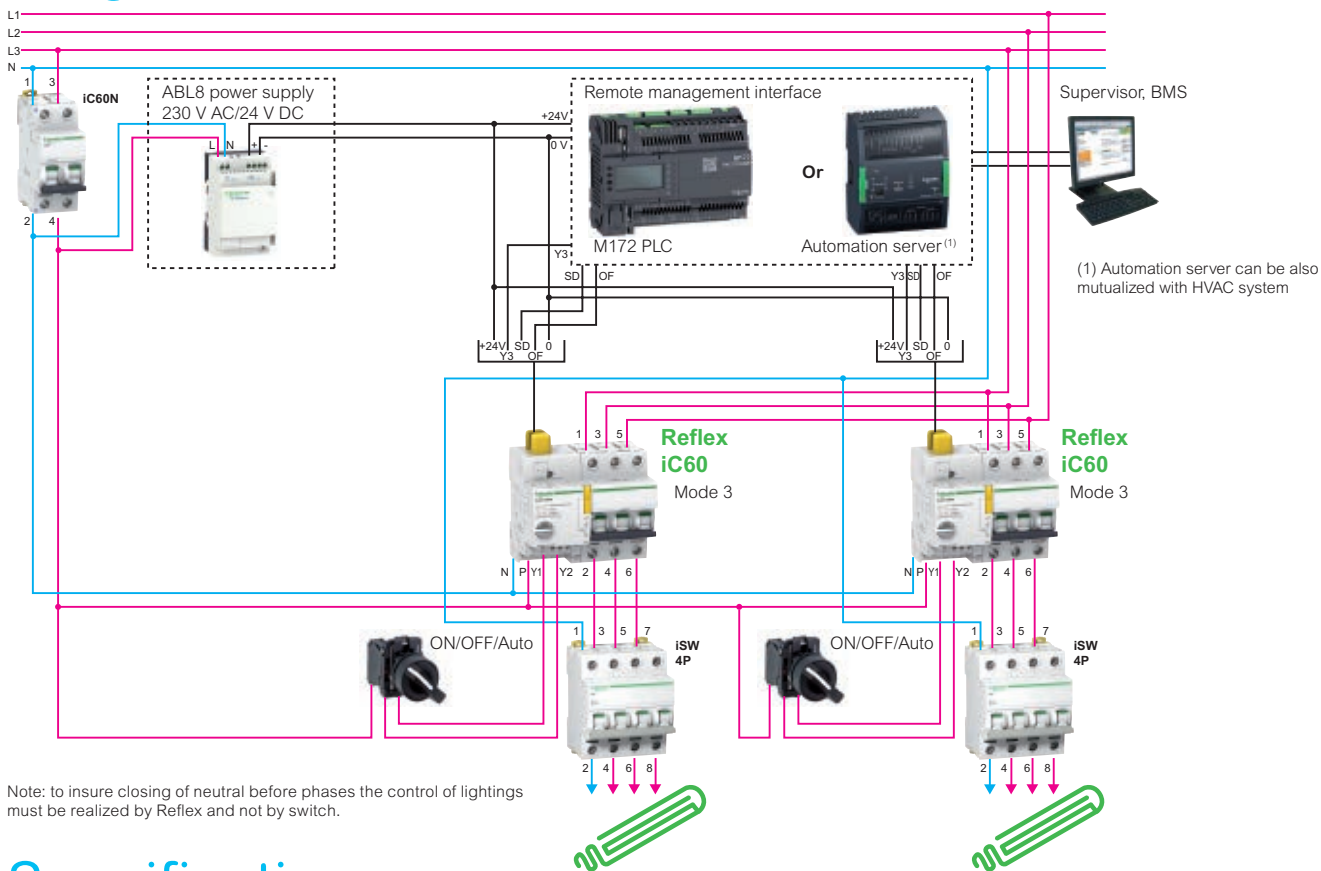 L1
L2
L3
N
1 3
iC60N
2 4
ABL8 power supply
230 V AC/24 V DC
L N + -
+24V
0 V
Remote management interface
Or
M172 PLC
Automation server (1)
Supervisor, BMS
(1) Automation server can be also
mutualized with HVAC system
Y3
SD OF
Y3 SD OF
+24V SD 0
Y3 OF
+24V SD 0
Y3 OF
1 3 5
Reflex
iC60
Mode 3
1 3 5
Reflex
iC60
Mode 3
N P Y1 Y2 2 4 6
N P Y1 Y2 2 4 6
ON/OFF/Auto
1 3 5 7
iSW
4P
ON/OFF/Auto
1 3 5 7
iSW
4P
2 4 6 8
2 4 6 8
Note: to insure closing of neutral before phases the control of lightings
must be realized by Reflex and not by switch.